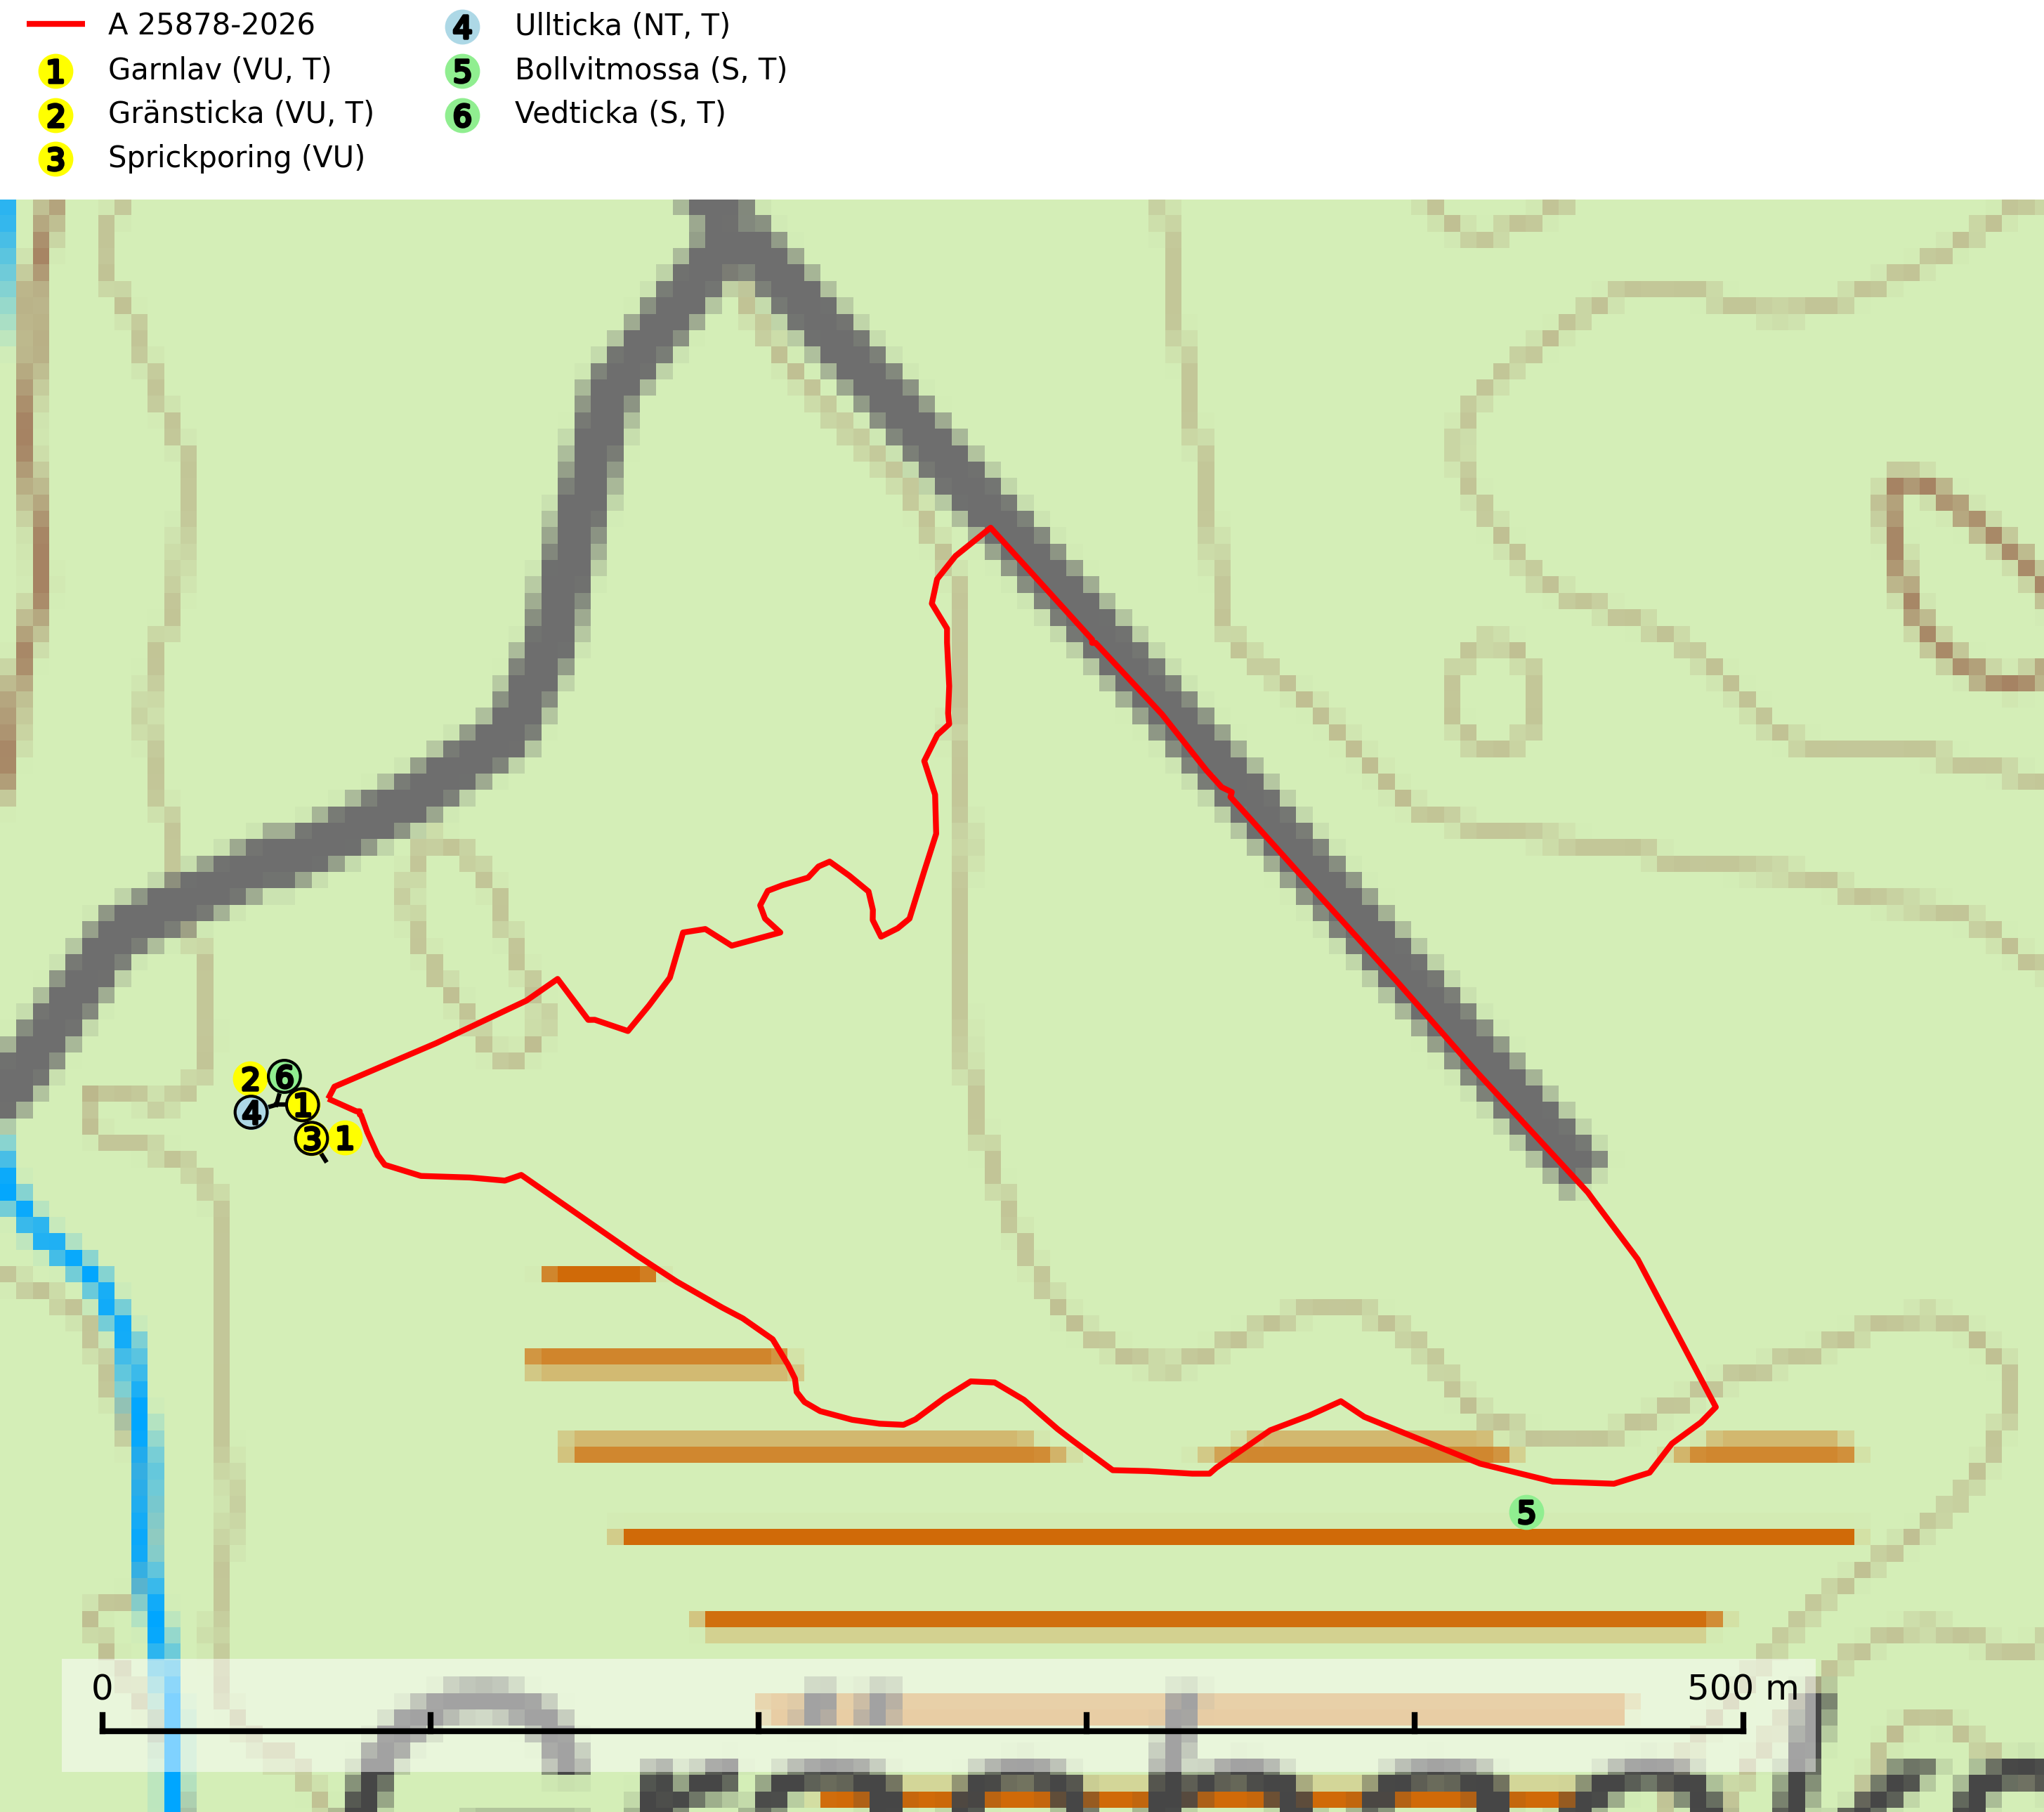 A 25878-2026
1 Garnlav (VU, T)
2 Gränsticka (VU, T)
3 Sprickporing (VU)
4 Ullticka (NT, T)
5 Bollvitmossa (S, T)
6 Vedticka (S, T)
2 6
4 1
3 1
5
0 500 m